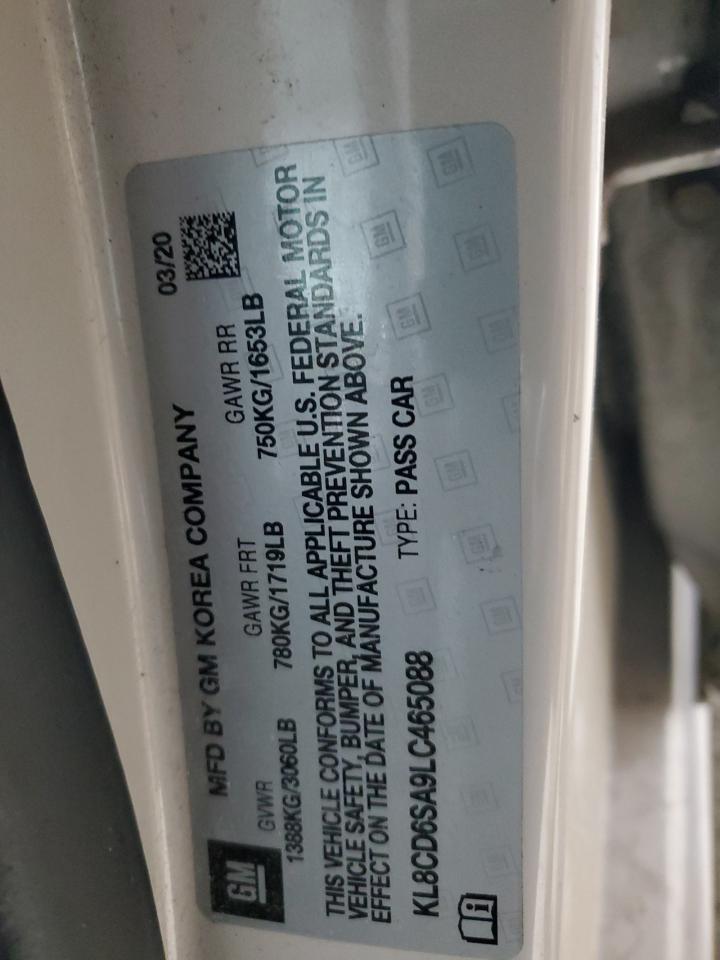 GM
MFD BY GM KOREA COMPANY
03/20
GVWR
GAWR FRT
GAWR RR
1388KG/3060LB
780KG/1719LB
750KG/1653LB
THIS VEHICLE CONFORMS TO ALL APPLICABLE U.S. FEDERAL MOTOR
VEHICLE SAFETY, BUMPER, AND THEFT PREVENTION STANDARDS IN
EFFECT ON THE DATE OF MANUFACTURE SHOWN ABOVE.
KL8CD6SA9LC465088
TYPE: PASS CAR